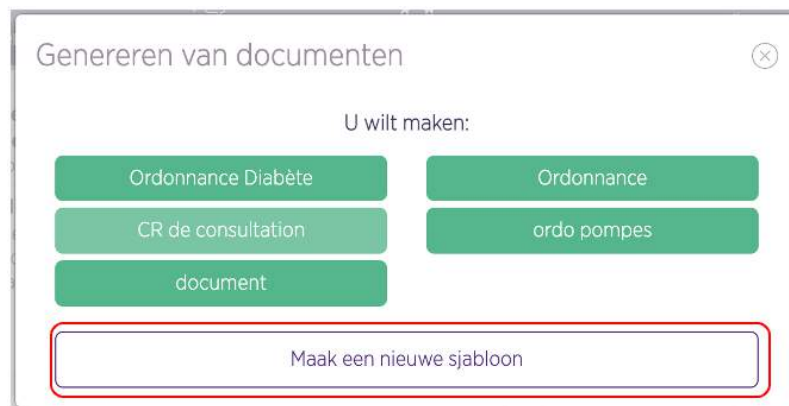 Genereren van documenten
U wilt maken:
Ordonnance Diabète
Ordonnance
CR de consultation
ordo pompes
document
Maak een nieuwe sjabloon